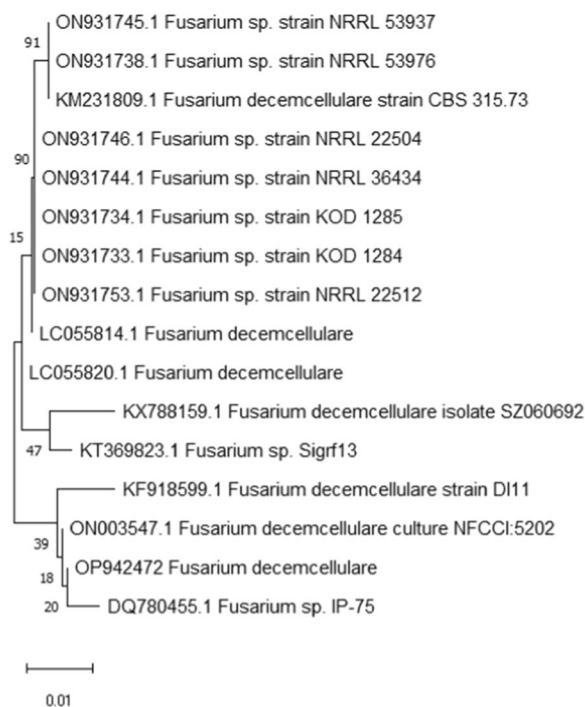 91
ON931745.1 Fusarium sp. strain NRRL 53937
ON931738.1 Fusarium sp. strain NRRL 53976
KM231809.1 Fusarium decemcellulare strain CBS 315.73
90
ON931746.1 Fusarium sp. strain NRRL 22504
ON931744.1 Fusarium sp. strain NRRL 36434
15
ON931734.1 Fusarium sp. strain KOD 1285
ON931733.1 Fusarium sp. strain KOD 1284
ON931753.1 Fusarium sp. strain NRRL 22512
LC055814.1 Fusarium decemcellulare
LC055820.1 Fusarium decemcellulare
KX788159.1 Fusarium decemcellulare isolate SZ060692
47
KT369823.1 Fusarium sp. Sigrf13
KF918599.1 Fusarium decemcellulare strain DI11
39
ON003547.1 Fusarium decemcellulare culture NFCCI:5202
18
OP942472 Fusarium decemcellulare
20
DQ780455.1 Fusarium sp. IP-75
0.01